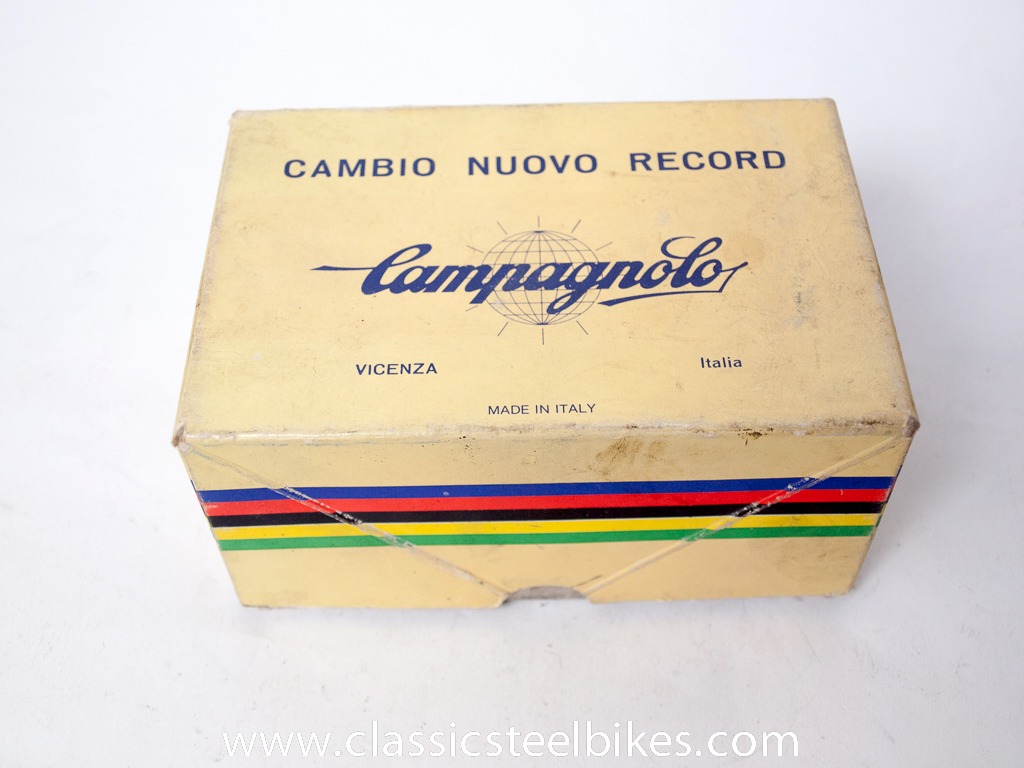 CAMBIO NUOVO RECORD
Campagnolo
VICENZA Italia
MADE IN ITALY
www.classicsteelbikes.com